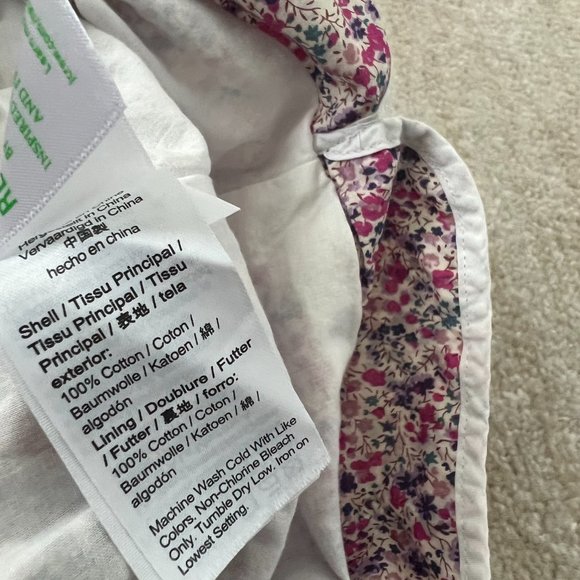 INSPIRE
AND
RE
Vervaardigd in China
中国製
hecho en china
Shell / Tissu Principal /
Tissu Principal / Tissu
Principal / 表地 / tela
exterior:
100% Cotton / Coton /
Baumwolle / Katoen / 綿 /
algodón
Lining / Doublure / Futter
/ Futter / 裏地 / forro:
100% Cotton / Coton /
Baumwolle / Katoen / 綿 /
algodón
Machine Wash Cold With Like
Colors. Non-Chlorine Bleach
Only. Tumble Dry Low. Iron on
Lowest Setting.